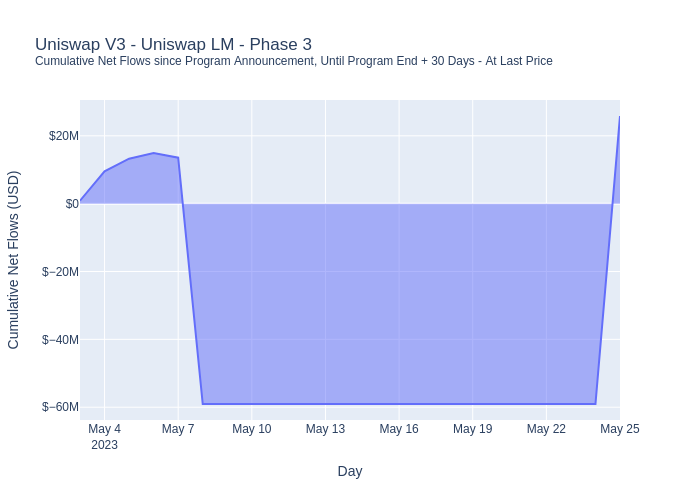 Uniswap V3 - Uniswap LM - Phase 3
Cumulative Net Flows since Program Announcement, Until Program End + 30 Days - At Last Price
Cumulative Net Flows (USD)
$20M
$0
$−20M
$−40M
$−60M
May 4
2023
May 7
May 10
May 13
May 16
May 19
May 22
May 25
Day